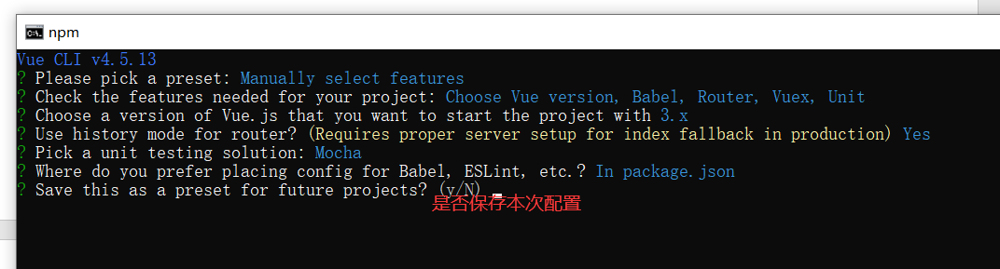 npm
Vue CLI v4.5.13
? Please pick a preset: Manually select features
? Check the features needed for your project: Choose Vue version, Babel, Router, Vuex, Unit
? Choose a version of Vue.js that you want to start the project with 3.x
? Use history mode for router? (Requires proper server setup for index fallback in production) Yes
? Pick a unit testing solution: Mocha
? Where do you prefer placing config for Babel, ESLint, etc.? In package.json
? Save this as a preset for future projects? (y/N)
是否保存本次配置